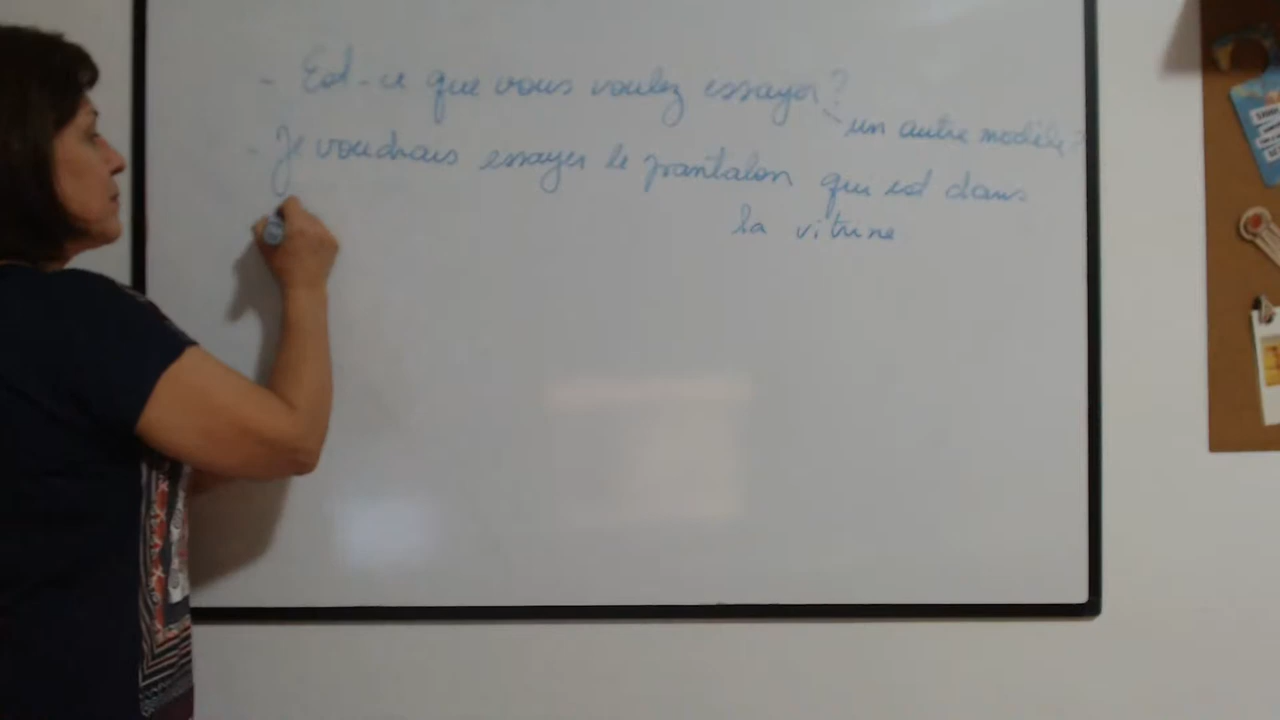 - Est-ce que vous voulez essayer ?
un autre modèle ?
- Je voudrais essayer le pantalon qui est dans
la vitrine